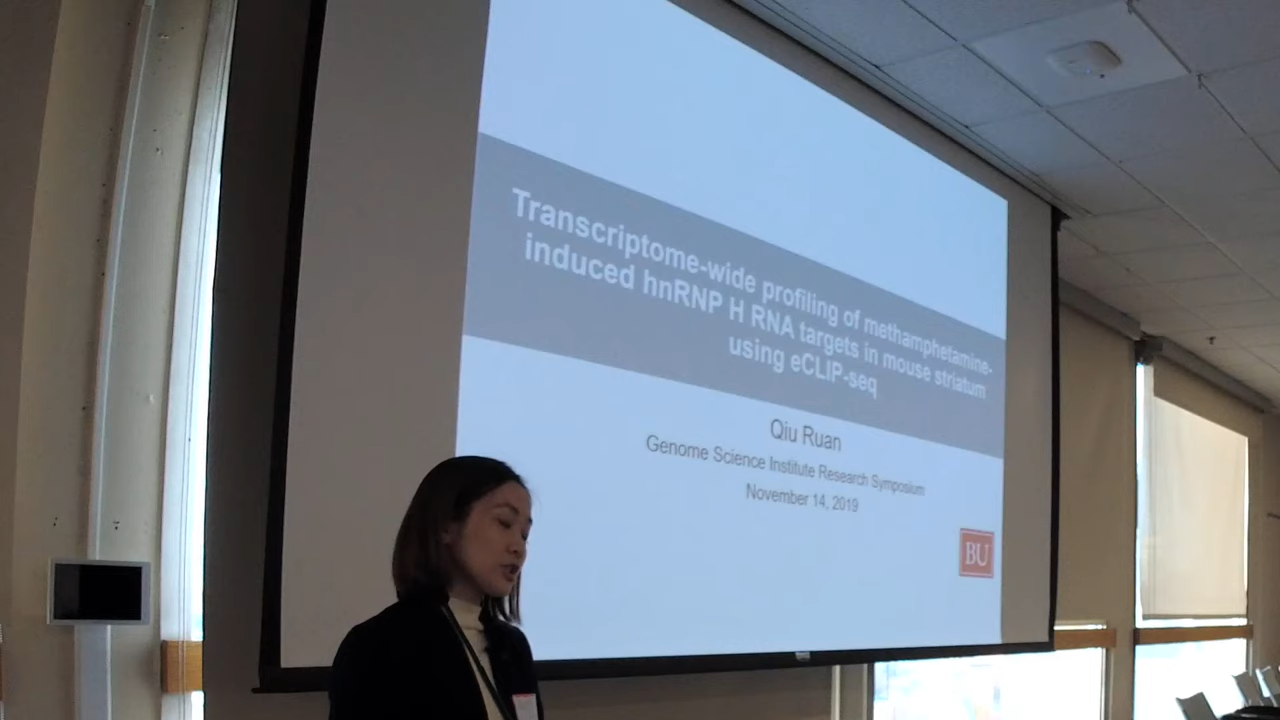 Transcriptome-wide profiling of methamphetamine-
induced hnRNP H RNA targets in mouse striatum
using eCLIP-seq
Qiu Ruan
Genome Science Institute Research Symposium
November 14, 2019
BU